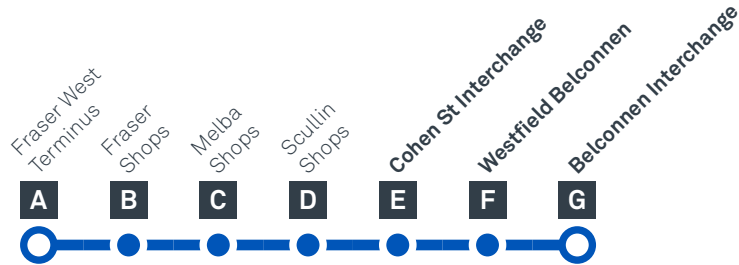 Fraser West
Terminus
Fraser
Shops
Melba
Shops
Scullin
Shops
Cohen St Interchange
Westfield Belconnen
Belconnen Interchange
A B C D E F G